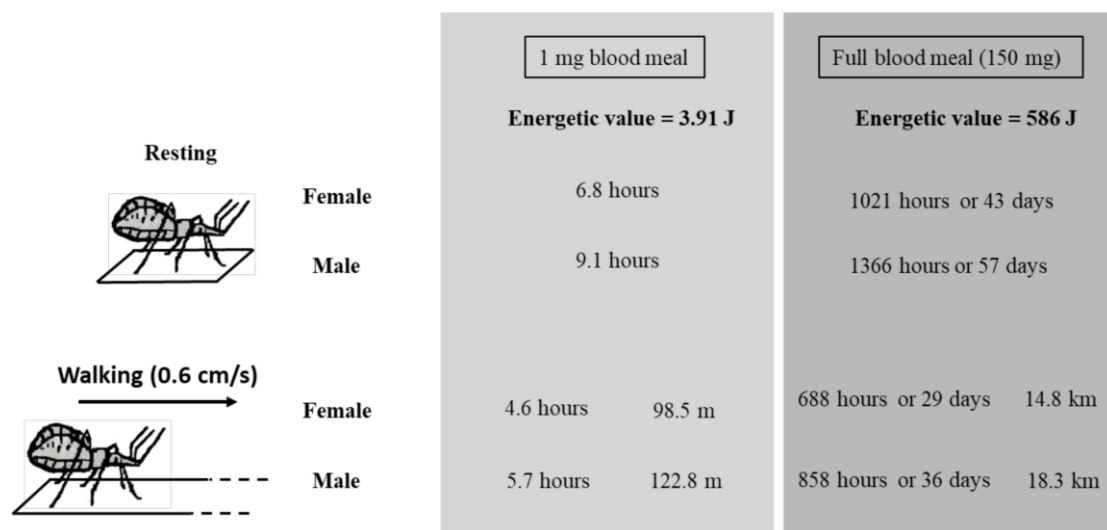 1 mg blood meal
Full blood meal (150 mg)
Energetic value = 3.91 J
Energetic value = 586 J
Resting
Female
6.8 hours
1021 hours or 43 days
Male
9.1 hours
1366 hours or 57 days
Walking (0.6 cm/s)
Female
4.6 hours
98.5 m
688 hours or 29 days
14.8 km
Male
5.7 hours
122.8 m
858 hours or 36 days
18.3 km